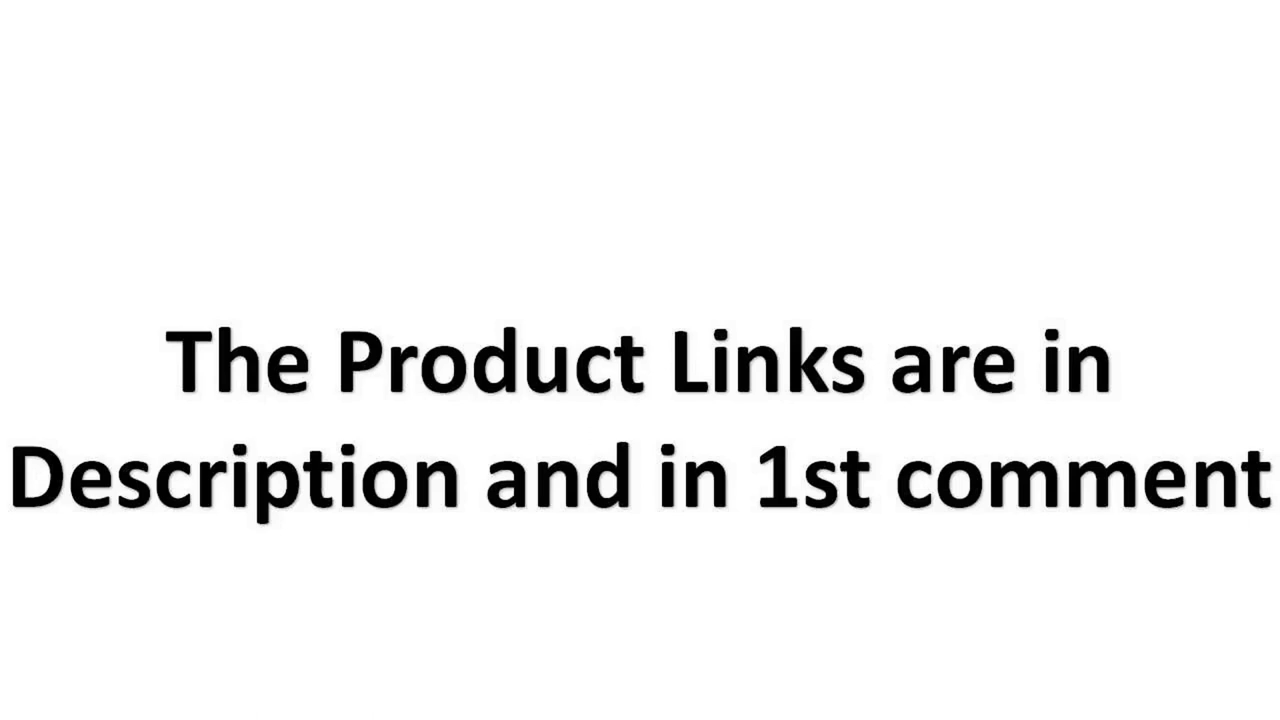 The Product Links are in
Description and in 1st comment